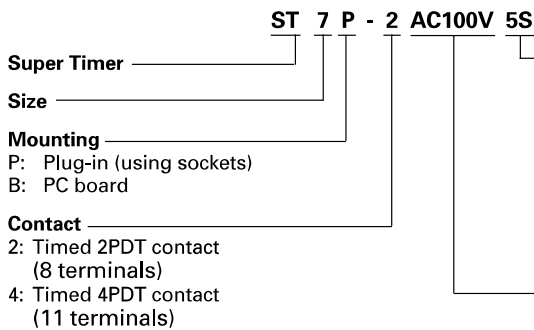 ST 7 P - 2 AC100V 5S
Super Timer
Size
Mounting
P: Plug-in (using sockets)
B: PC board
Contact
2: Timed 2PDT contact
(8 terminals)
4: Timed 4PDT contact
(11 terminals)